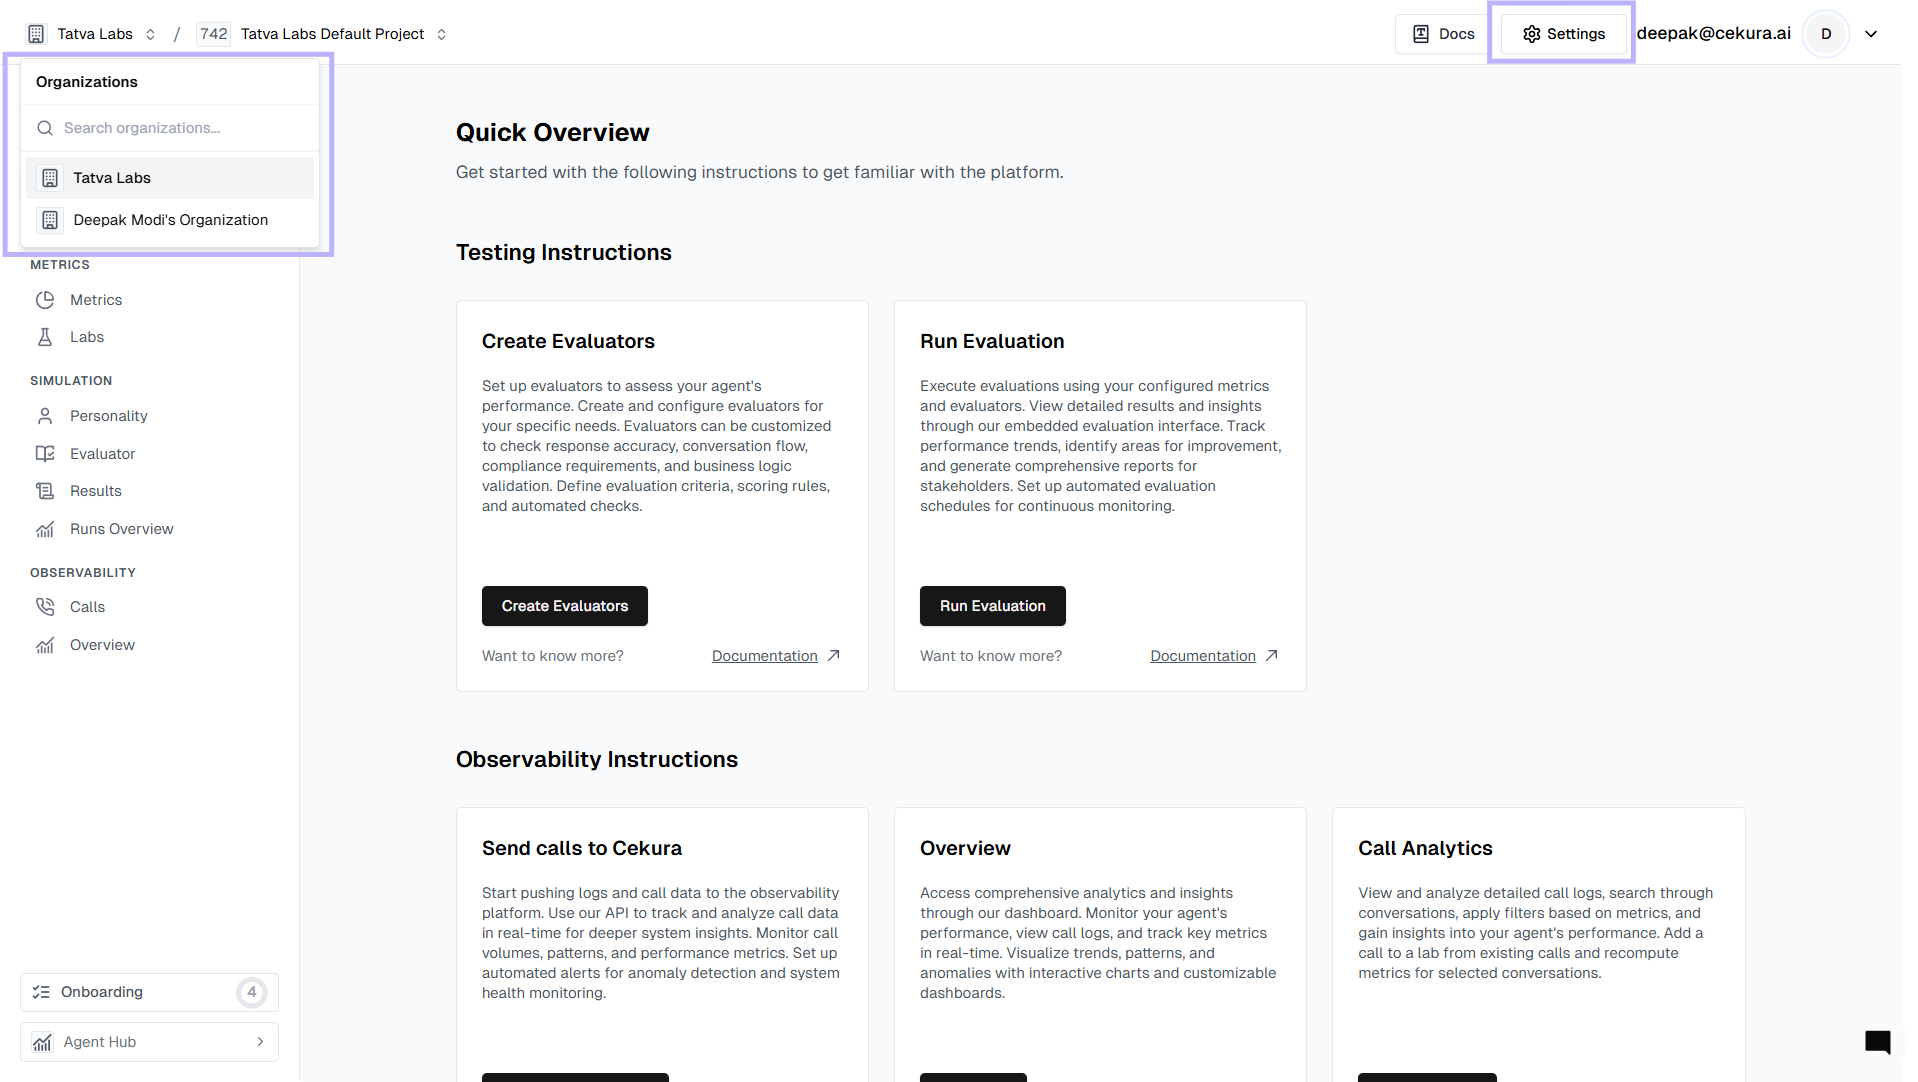 Tatva Labs / 742 Tatva Labs Default Project
Docs
Settings
deepak@cekura.ai
D
Organizations
Search organizations...
Tatva Labs
Deepak Modi's Organization
METRICS
Metrics
Labs
SIMULATION
Personality
Evaluator
Results
Runs Overview
OBSERVABILITY
Calls
Overview
Onboarding 4
Agent Hub
Quick Overview
Get started with the following instructions to get familiar with the platform.
Testing Instructions
Create Evaluators
Set up evaluators to assess your agent's
performance. Create and configure evaluators for
your specific needs. Evaluators can be customized
to check response accuracy, conversation flow,
compliance requirements, and business logic
validation. Define evaluation criteria, scoring rules,
and automated checks.
Create Evaluators
Want to know more? Documentation
Run Evaluation
Execute evaluations using your configured metrics
and evaluators. View detailed results and insights
through our embedded evaluation interface. Track
performance trends, identify areas for improvement,
and generate comprehensive reports for
stakeholders. Set up automated evaluation
schedules for continuous monitoring.
Run Evaluation
Want to know more? Documentation
Observability Instructions
Send calls to Cekura
Start pushing logs and call data to the observability
platform. Use our API to track and analyze call data
in real-time for deeper system insights. Monitor call
volumes, patterns, and performance metrics. Set up
automated alerts for anomaly detection and system
health monitoring.
Overview
Access comprehensive analytics and insights
through our dashboard. Monitor your agent's
performance, view call logs, and track key metrics
in real-time. Visualize trends, patterns, and
anomalies with interactive charts and customizable
dashboards.
Call Analytics
View and analyze detailed call logs, search through
conversations, apply filters based on metrics, and
gain insights into your agent's performance. Add a
call to a lab from existing calls and recompute
metrics for selected conversations.